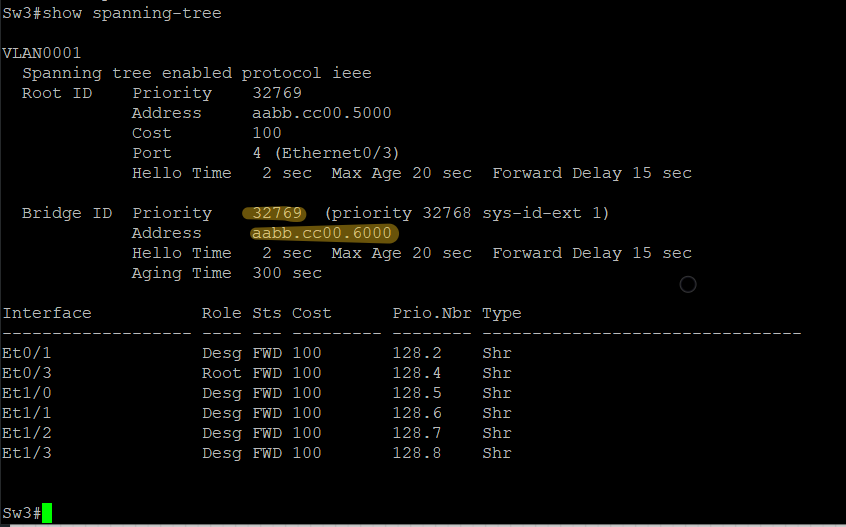 Sw3#show spanning-tree
VLAN0001
  Spanning tree enabled protocol ieee
  Root ID    Priority    32769
             Address     aabb.cc00.5000
             Cost        100
             Port        4 (Ethernet0/3)
             Hello Time   2 sec  Max Age 20 sec  Forward Delay 15 sec
  Bridge ID  Priority    32769  (priority 32768 sys-id-ext 1)
             Address     aabb.cc00.6000
             Hello Time   2 sec  Max Age 20 sec  Forward Delay 15 sec
             Aging Time  300 sec
Interface           Role Sts Cost      Prio.Nbr Type
------------------- ---- --- --------- -------- --------------------------------
Et0/1               Desg FWD 100       128.2    Shr
Et0/3               Root FWD 100       128.4    Shr
Et1/0               Desg FWD 100       128.5    Shr
Et1/1               Desg FWD 100       128.6    Shr
Et1/2               Desg FWD 100       128.7    Shr
Et1/3               Desg FWD 100       128.8    Shr
Sw3#